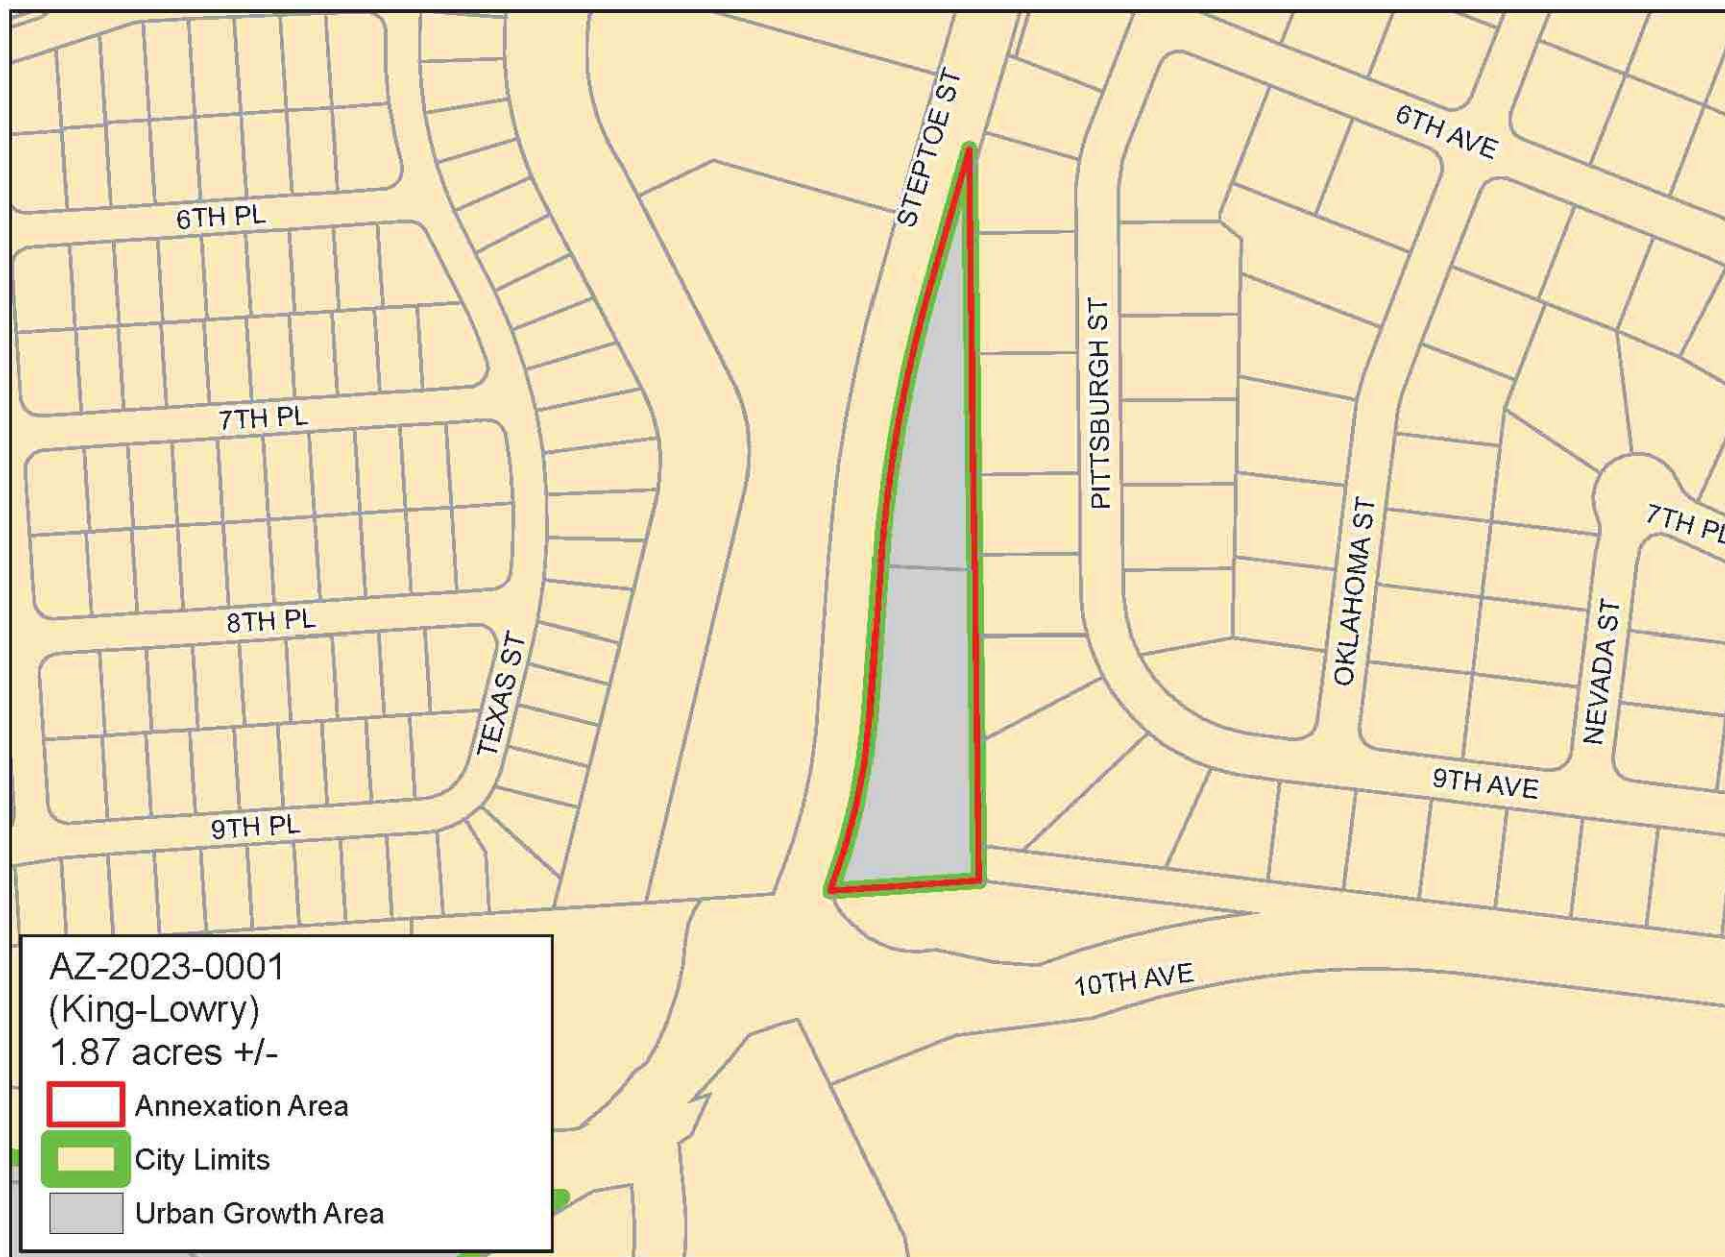 STEPTOE ST
6TH AVE
6TH PL
PITTSBURGH ST
7TH PL
OKLAHOMA ST
7TH PL
8TH PL
TEXAS ST
NEVADA ST
9TH AVE
9TH PL
10TH AVE
AZ-2023-0001
(King-Lowry)
1.87 acres +/-
Annexation Area
City Limits
Urban Growth Area